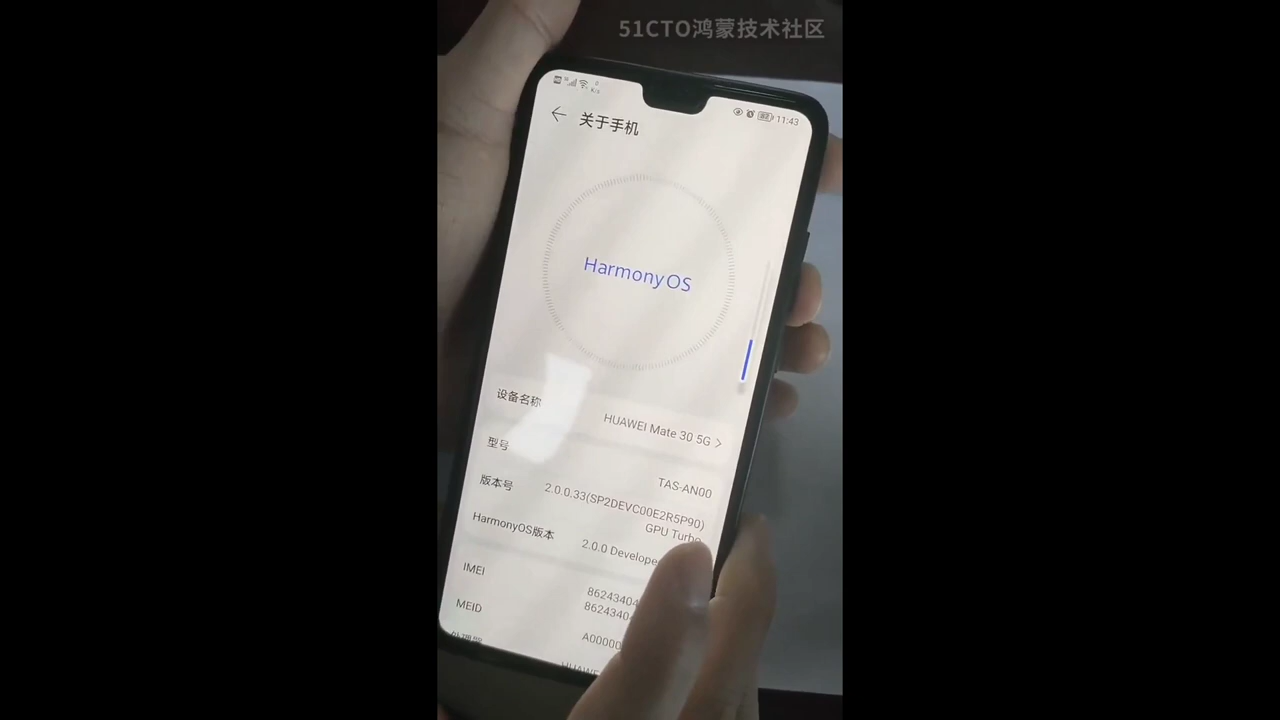 51CTO鸿蒙技术社区
11:43
关于手机
HarmonyOS
设备名称
HUAWEI Mate 30 5G
型号
TAS-AN00
版本号
2.0.0.33(SP2DEVC00E2R5P90)
GPU Turbo
HarmonyOS版本
2.0.0
IMEI
MEID